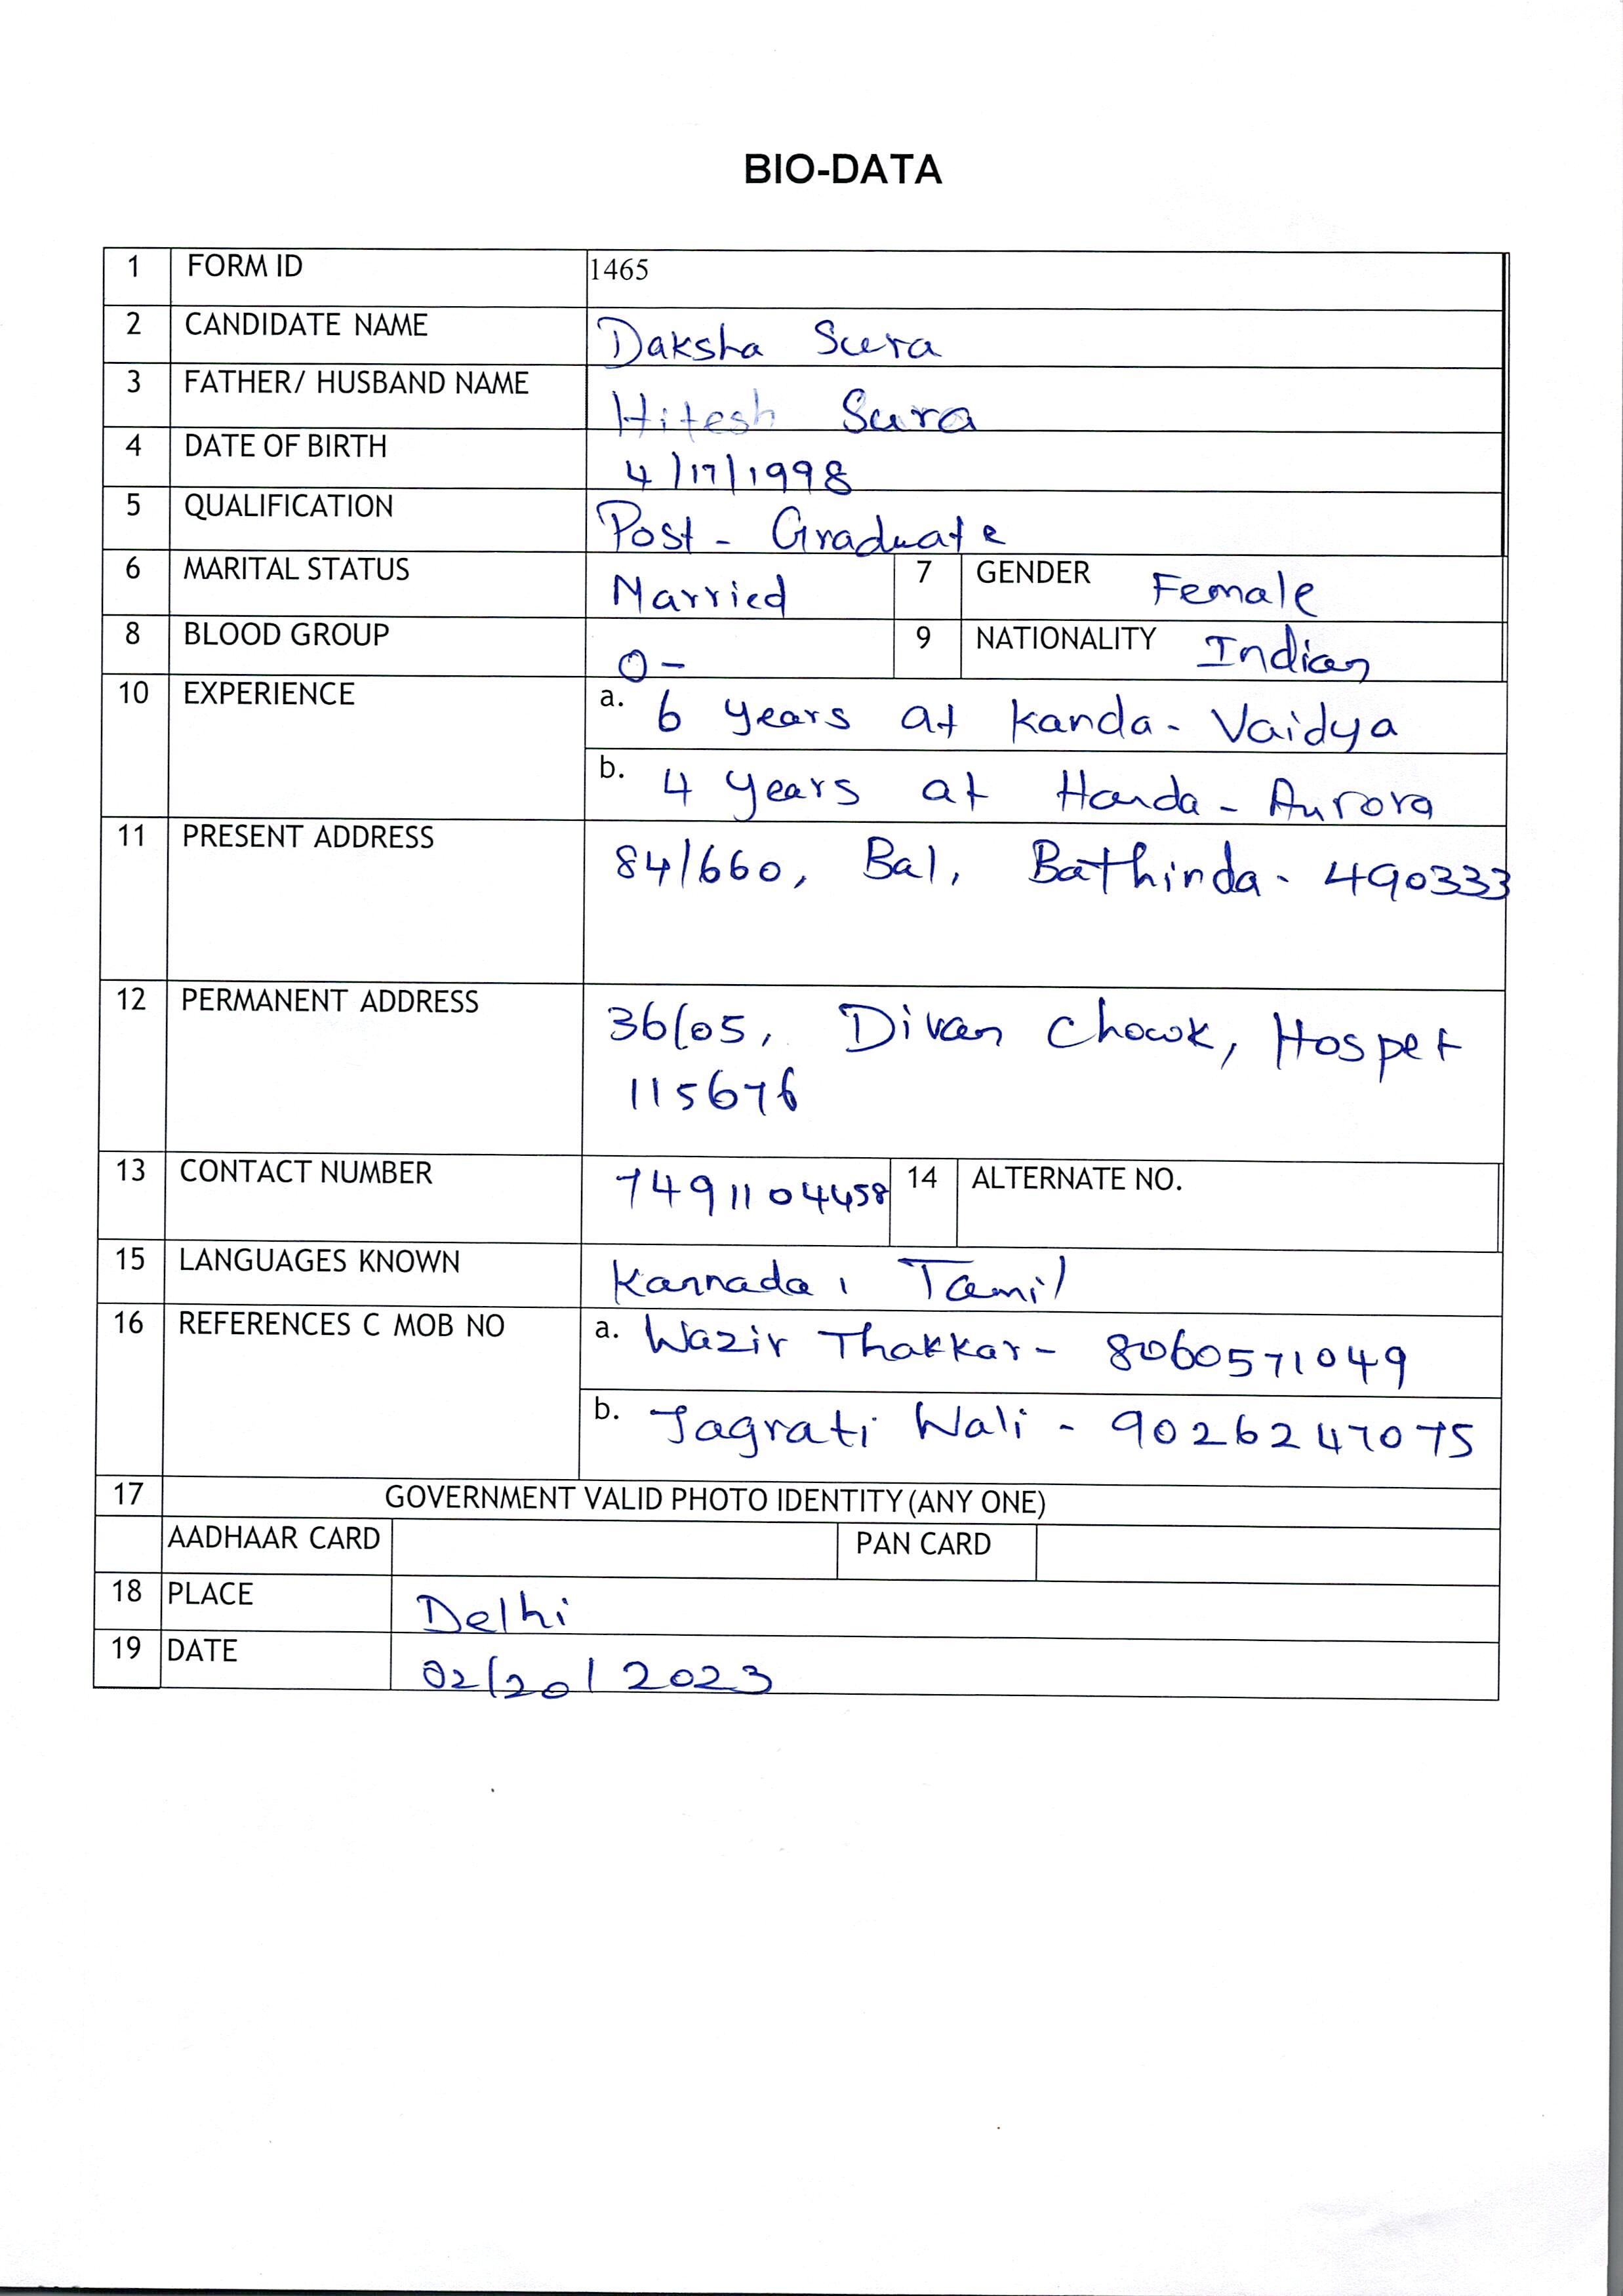 BIO-DATA
1 FORM ID 1465
2 CANDIDATE NAME Daksha Sura
3 FATHER/ HUSBAND NAME Hitesh Sura
4 DATE OF BIRTH 4/17/1998
5 QUALIFICATION Post - Graduate
6 MARITAL STATUS Married 7 GENDER Female
8 BLOOD GROUP O- 9 NATIONALITY Indian
10 EXPERIENCE a. 6 years at Kanda - Vaidya
b. 4 years at Handa - Aurora
11 PRESENT ADDRESS 84/660, Bal, Bathinda - 490333
12 PERMANENT ADDRESS 36/05, Divan Chowk, Hospet
115676
13 CONTACT NUMBER 7491104458 14 ALTERNATE NO.
15 LANGUAGES KNOWN Kannada, Tamil
16 REFERENCES C MOB NO a. Wazir Thakkar - 8060571049
b. Jagrati Wali - 9026247075
17 GOVERNMENT VALID PHOTO IDENTITY (ANY ONE)
AADHAAR CARD PAN CARD
18 PLACE Delhi
19 DATE 02/20/2023